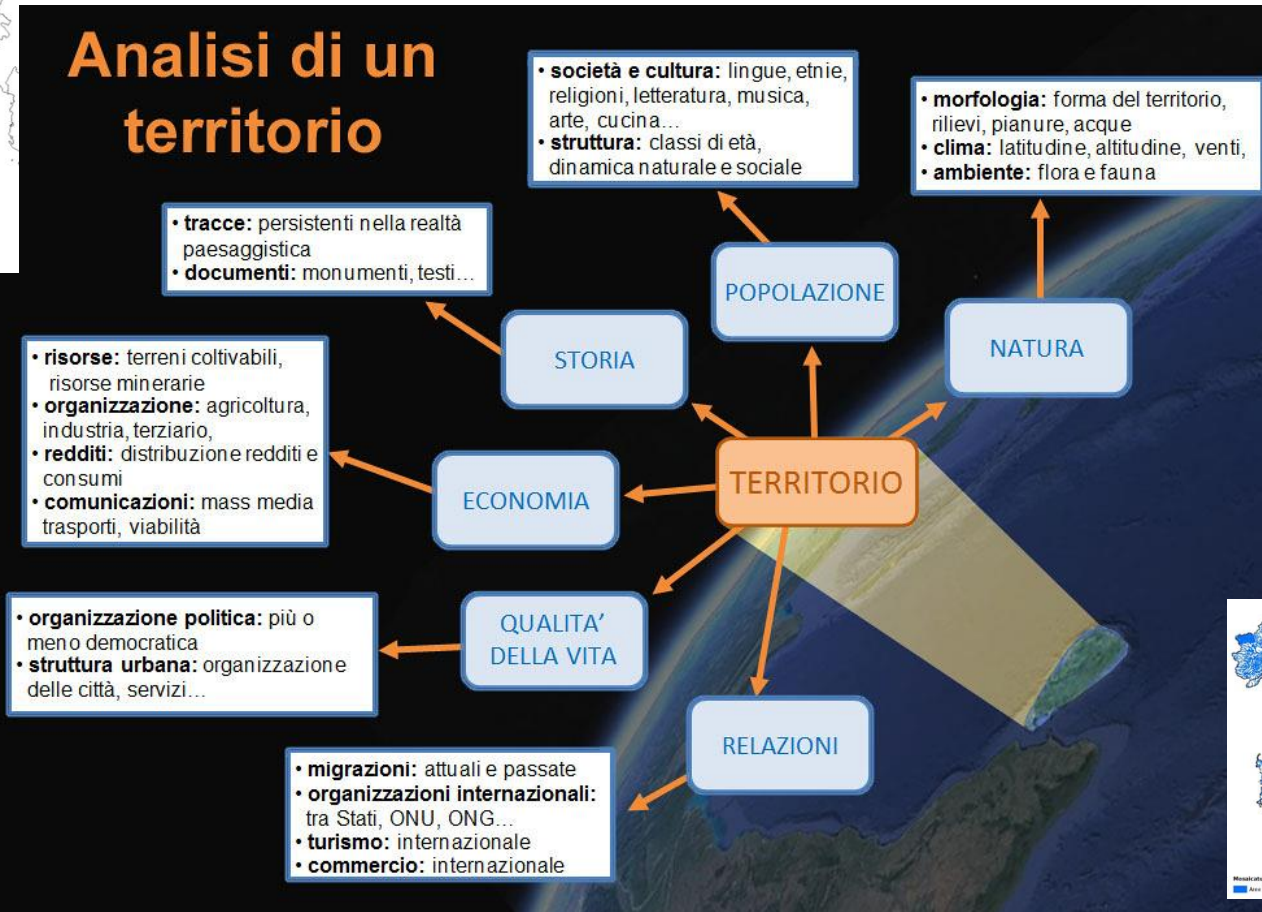 Analisi di un
territorio
• società e cultura: lingue, etnie,
religioni, letteratura, musica,
arte, cucina…
• struttura: classi di età,
dinamica naturale e sociale
• morfologia: forma del territorio,
rilievi, pianure, acque
• clima: latitudine, altitudine, venti,
• ambiente: flora e fauna
• tracce: persistenti nella realtà
paesaggistica
• documenti: monumenti, testi…
POPOLAZIONE
NATURA
STORIA
• risorse: terreni coltivabili,
risorse minerarie
• organizzazione: agricoltura,
industria, terziario,
• redditi: distribuzione redditi e
consumi
• comunicazioni: mass media
trasporti, viabilità
TERRITORIO
ECONOMIA
• organizzazione politica: più o
meno democratica
• struttura urbana: organizzazione
delle città, servizi…
QUALITA’
DELLA VITA
RELAZIONI
• migrazioni: attuali e passate
• organizzazioni internazionali:
tra Stati, ONU, ONG…
• turismo: internazionale
• commercio: internazionale